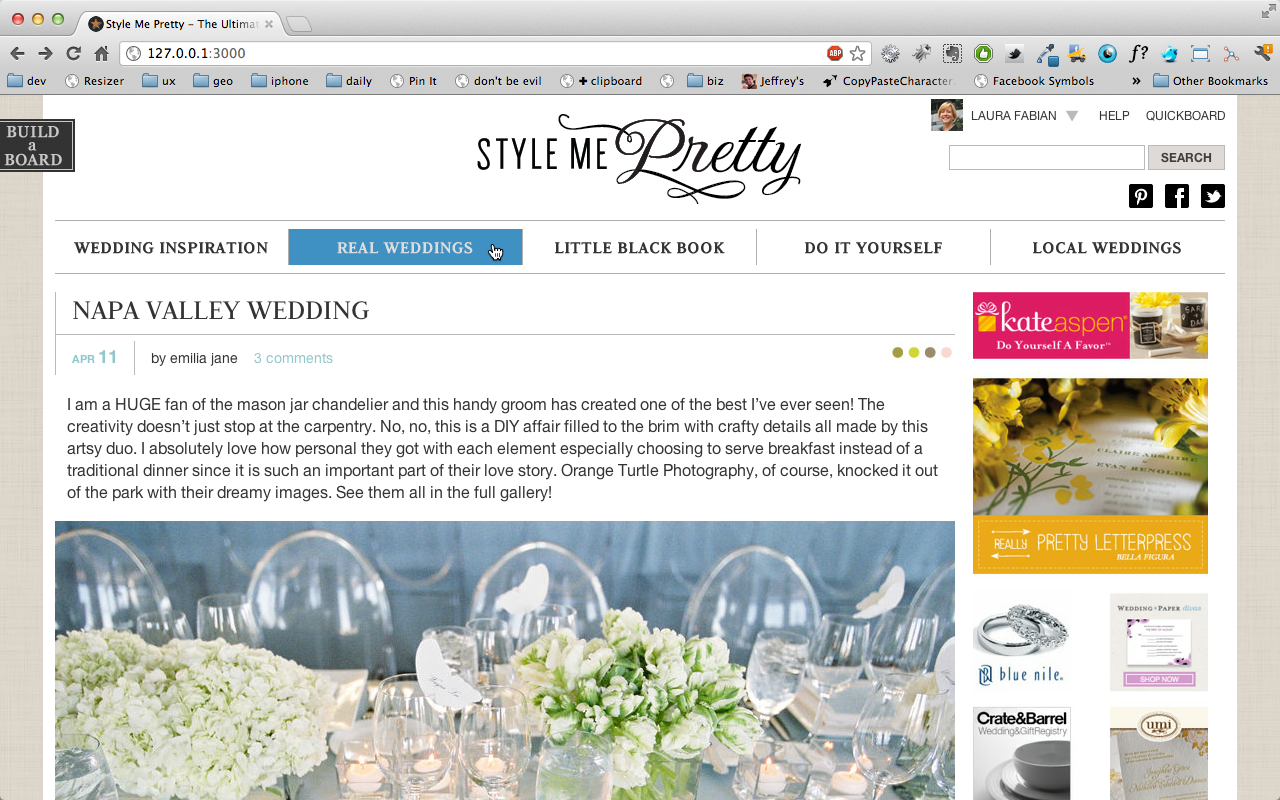 Style Me Pretty – The Ultimat
127.0.0.1:3000
ABP
f?
dev
Resizer
ux
geo
iphone
daily
Pin It
don't be evil
+ clipboard
biz
Jeffrey's
CopyPasteCharacter.
Facebook Symbols
»
Other Bookmarks
BUILD
a
BOARD
STYLE ME Pretty
LAURA FABIAN
HELP
QUICKBOARD
SEARCH
WEDDING INSPIRATION
REAL WEDDINGS
LITTLE BLACK BOOK
DO IT YOURSELF
LOCAL WEDDINGS
NAPA VALLEY WEDDING
APR 11
by emilia jane
3 comments
I am a HUGE fan of the mason jar chandelier and this handy groom has created one of the best I’ve ever seen! The
creativity doesn’t just stop at the carpentry. No, no, this is a DIY affair filled to the brim with crafty details all made by this
artsy duo. I absolutely love how personal they got with each element especially choosing to serve breakfast instead of a
traditional dinner since it is such an important part of their love story. Orange Turtle Photography, of course, knocked it out
of the park with their dreamy images. See them all in the full gallery!
kateaspen®
Do Yourself A Favor™
CLAIRE ABSHIRE
EVAN RENOLDS
REALLY PRETTY LETTERPRESS
BELLA FIGURA
blue nile.
WEDDING PAPER divas
SHOP NOW
Crate&Barrel
Wedding&GiftRegistry
umi